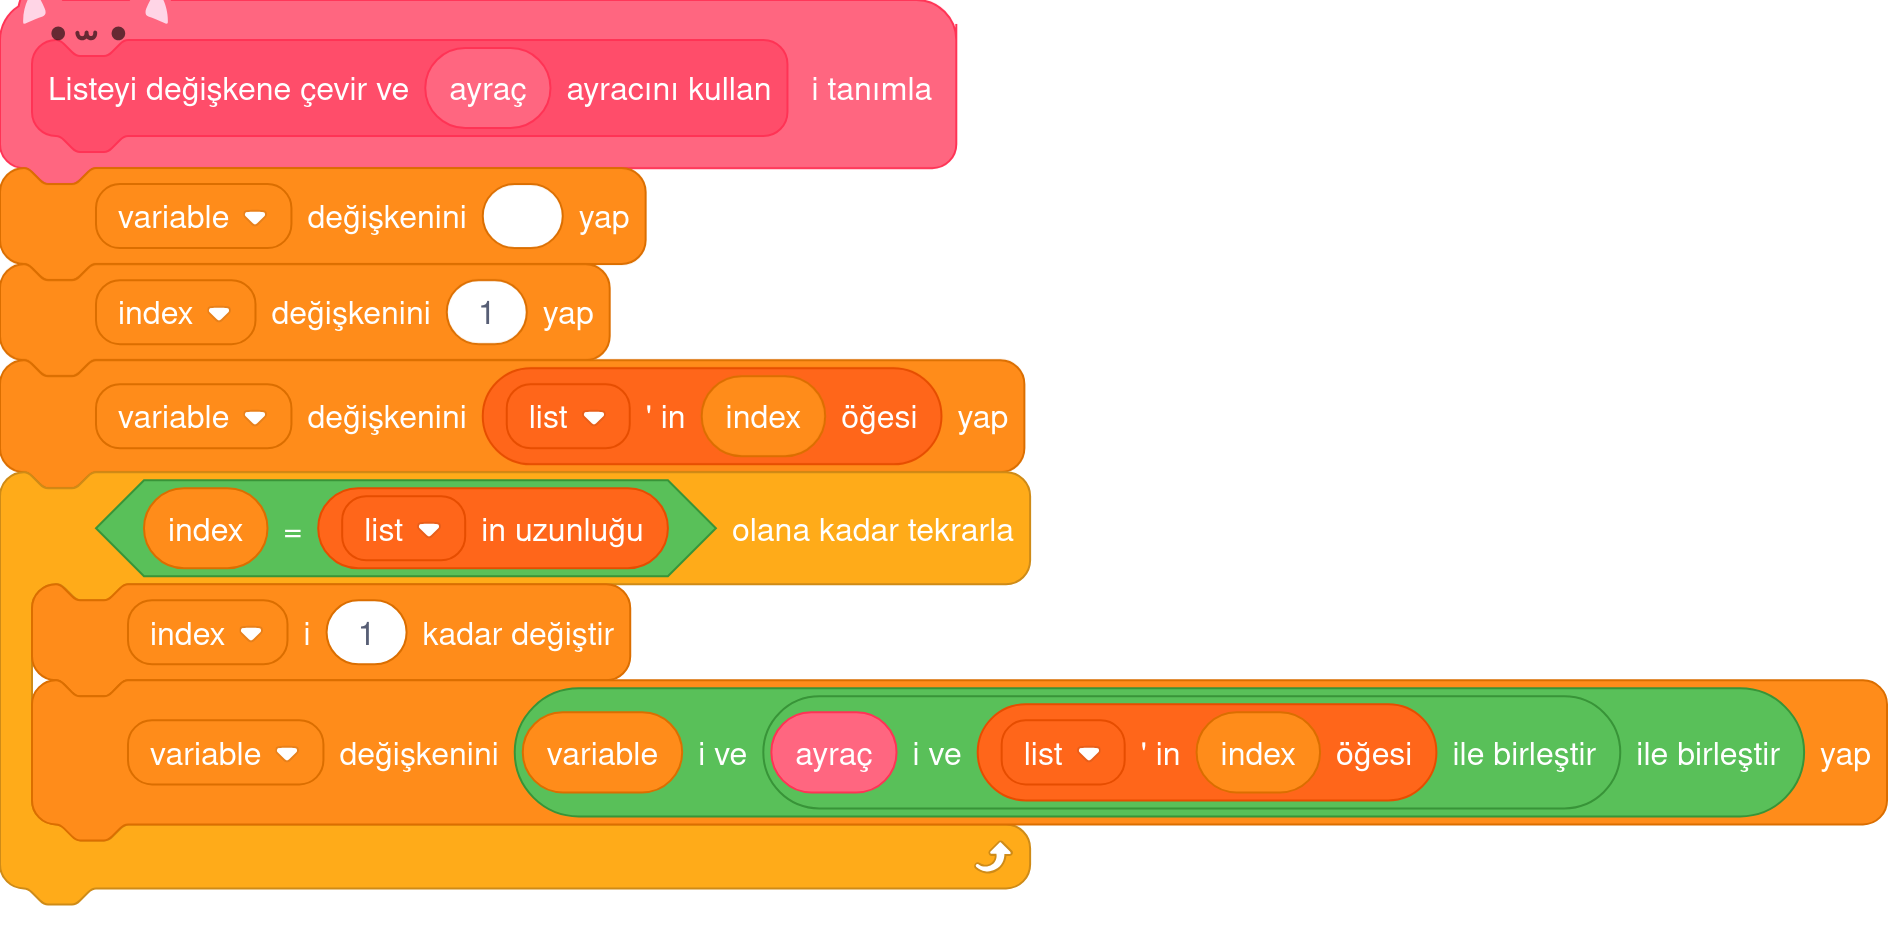 Listeyi değişkene çevir ve ayraç ayracını kullan i tanımla
variable değişkenini yap
index değişkenini 1 yap
variable değişkenini list ' in index öğesi yap
index = list in uzunluğu olana kadar tekrarla
index i 1 kadar değiştir
variable değişkenini variable i ve ayraç i ve list ' in index öğesi ile birleştir ile birleştir yap